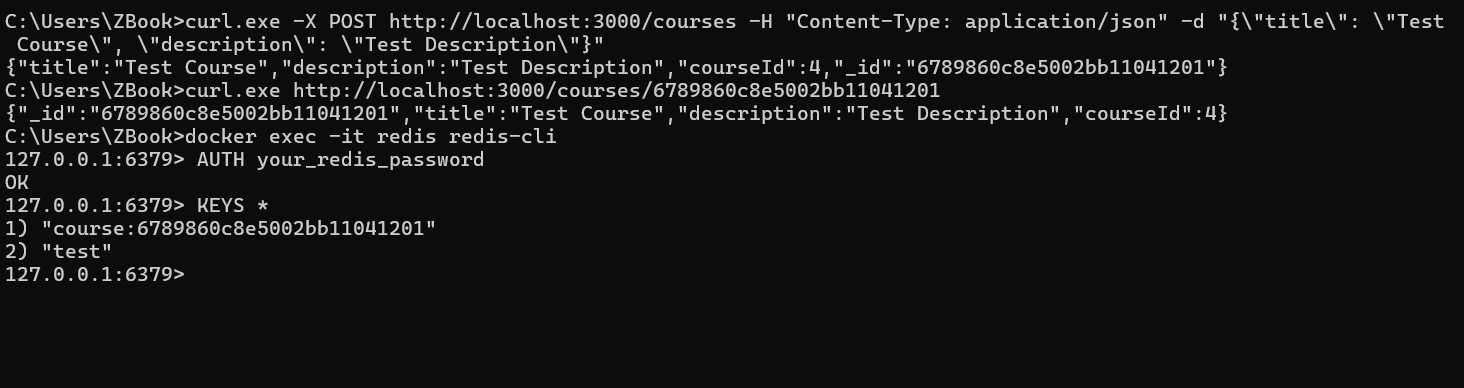 C:\Users\ZBook>curl.exe -X POST http://localhost:3000/courses -H "Content-Type: application/json" -d "{\"title\": \"Test
 Course\", \"description\": \"Test Description\"}"
{"title":"Test Course","description":"Test Description","courseId":4,"_id":"6789860c8e5002bb11041201"}
C:\Users\ZBook>curl.exe http://localhost:3000/courses/6789860c8e5002bb11041201
{"_id":"6789860c8e5002bb11041201","title":"Test Course","description":"Test Description","courseId":4}
C:\Users\ZBook>docker exec -it redis redis-cli
127.0.0.1:6379> AUTH your_redis_password
OK
127.0.0.1:6379> KEYS *
1) "course:6789860c8e5002bb11041201"
2) "test"
127.0.0.1:6379>